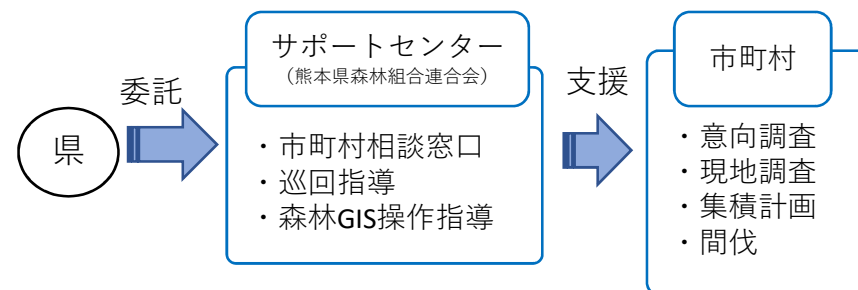 県
委託
サポートセンター
(熊本県森林組合連合会)
・市町村相談窓口
・巡回指導
・森林GIS操作指導
支援
市町村
・意向調査
・現地調査
・集積計画
・間伐